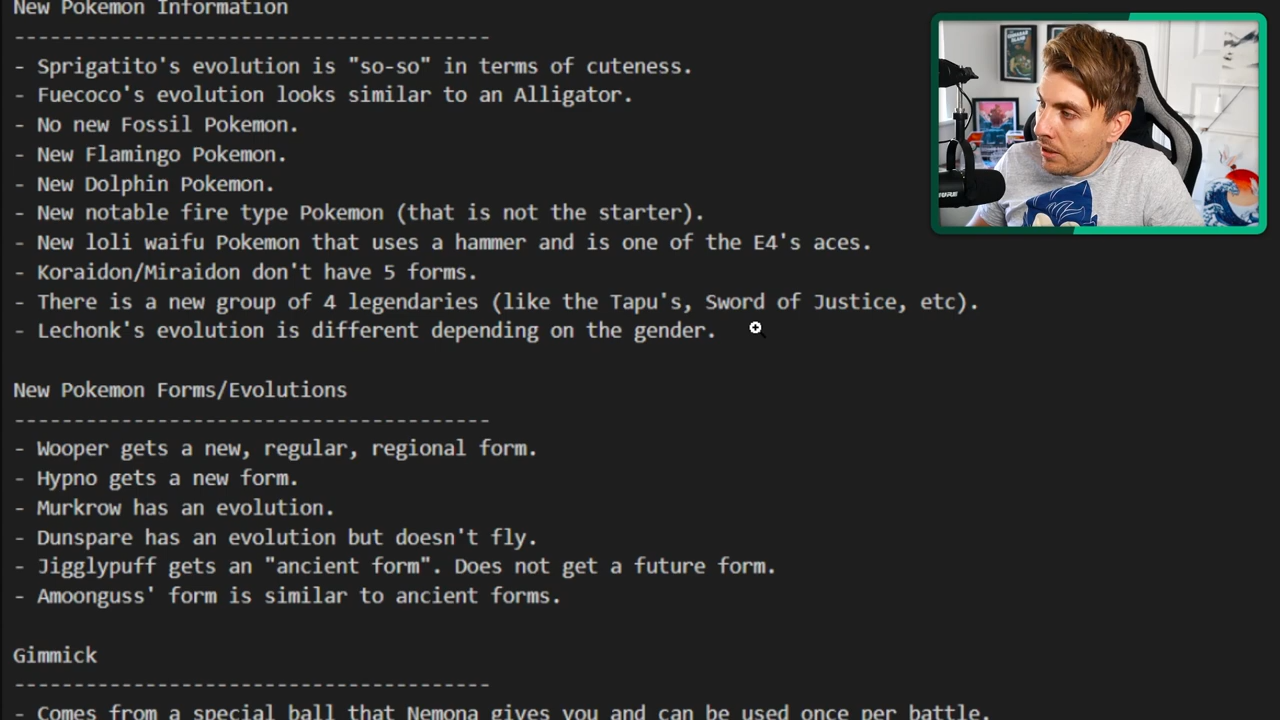 New Pokemon Information
----------------------------------------
- Sprigatito's evolution is "so-so" in terms of cuteness.
- Fuecoco's evolution looks similar to an Alligator.
- No new Fossil Pokemon.
- New Flamingo Pokemon.
- New Dolphin Pokemon.
- New notable fire type Pokemon (that is not the starter).
- New loli waifu Pokemon that uses a hammer and is one of the E4's aces.
- Koraidon/Miraidon don't have 5 forms.
- There is a new group of 4 legendaries (like the Tapu's, Sword of Justice, etc).
- Lechonk's evolution is different depending on the gender.
New Pokemon Forms/Evolutions
----------------------------------------
- Wooper gets a new, regular, regional form.
- Hypno gets a new form.
- Murkrow has an evolution.
- Dunspare has an evolution but doesn't fly.
- Jigglypuff gets an "ancient form". Does not get a future form.
- Amoonguss' form is similar to ancient forms.
Gimmick
----------------------------------------
- Comes from a special ball that Nemona gives you and can be used once per battle.